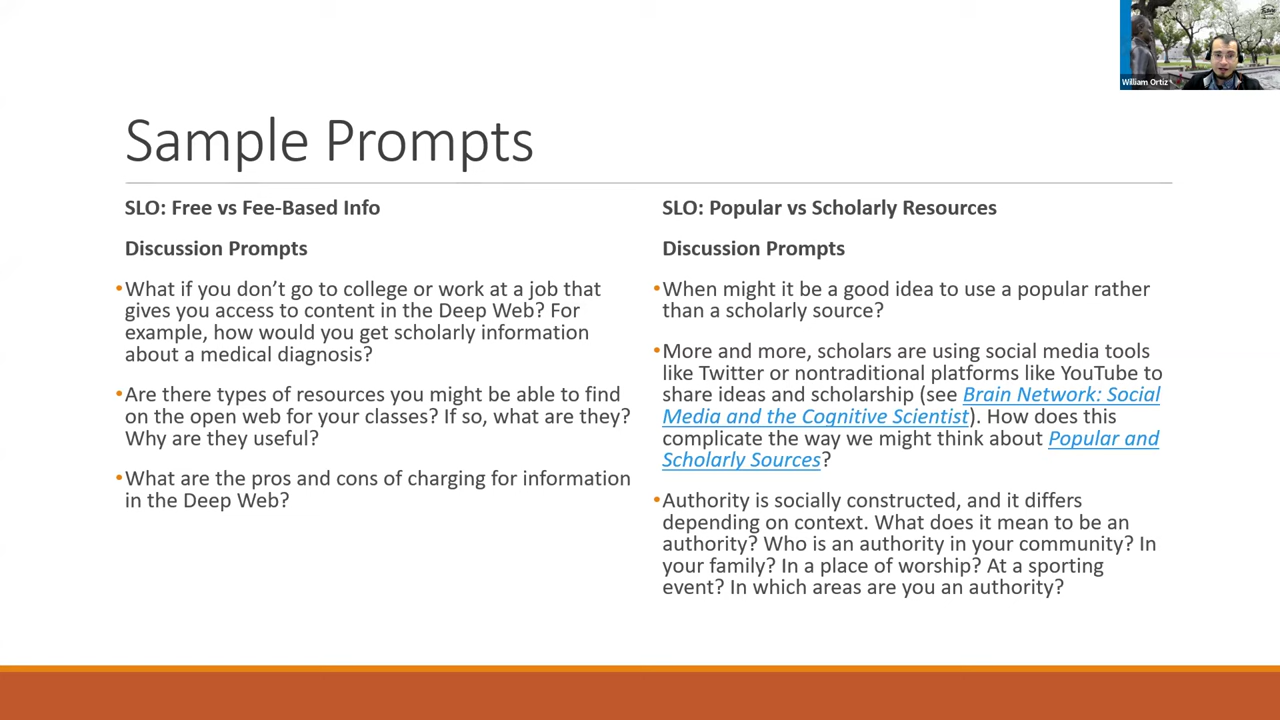 William Ortiz
Sample Prompts
SLO: Free vs Fee-Based Info
Discussion Prompts
•What if you don’t go to college or work at a job that
gives you access to content in the Deep Web? For
example, how would you get scholarly information
about a medical diagnosis?
•Are there types of resources you might be able to find
on the open web for your classes? If so, what are they?
Why are they useful?
•What are the pros and cons of charging for information
in the Deep Web?
SLO: Popular vs Scholarly Resources
Discussion Prompts
•When might it be a good idea to use a popular rather
than a scholarly source?
•More and more, scholars are using social media tools
like Twitter or nontraditional platforms like YouTube to
share ideas and scholarship (see Brain Network: Social
Media and the Cognitive Scientist). How does this
complicate the way we might think about Popular and
Scholarly Sources?
•Authority is socially constructed, and it differs
depending on context. What does it mean to be an
authority? Who is an authority in your community? In
your family? In a place of worship? At a sporting
event? In which areas are you an authority?